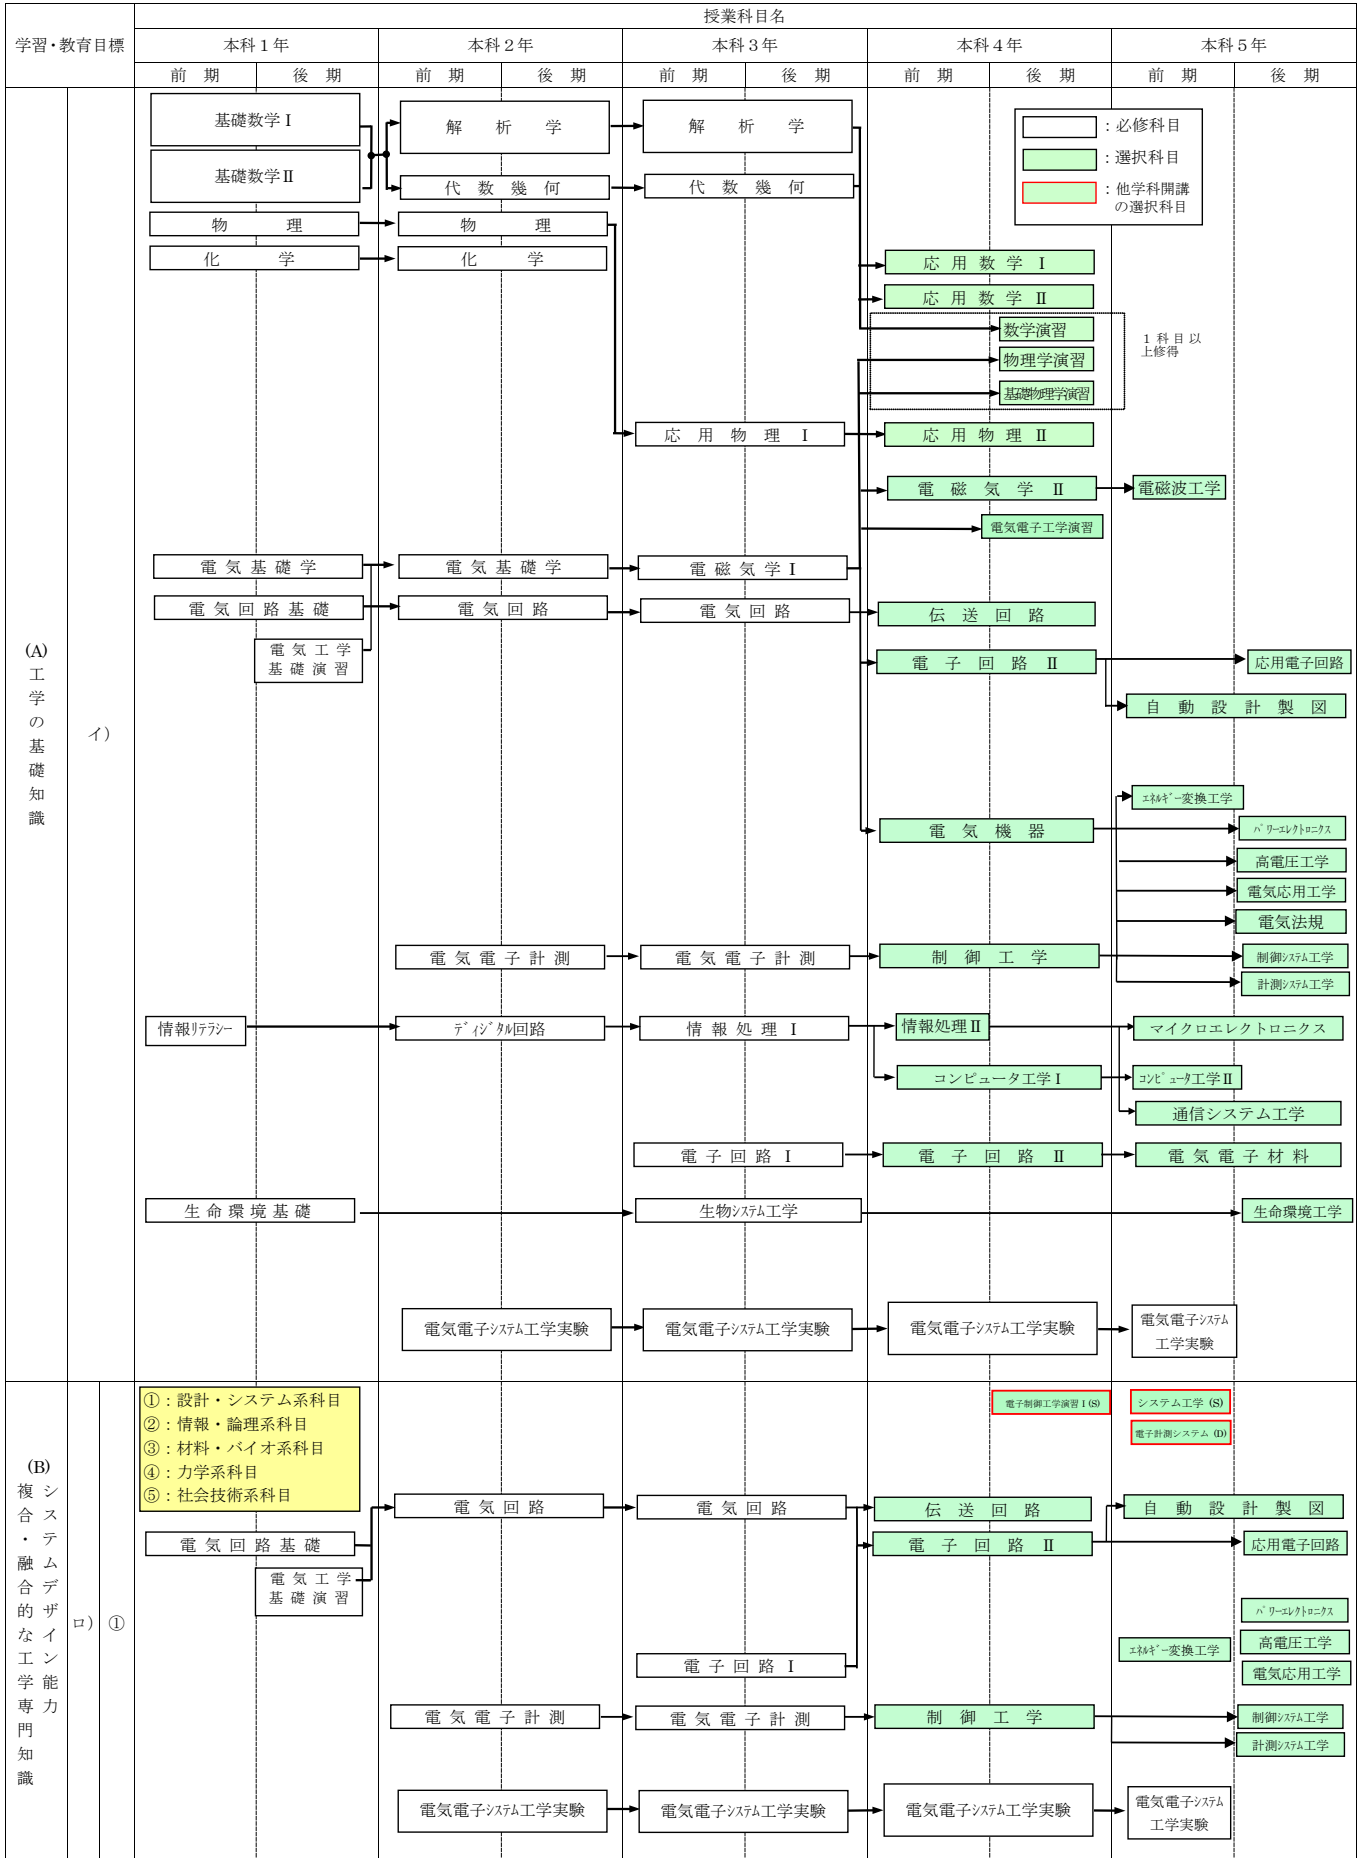 授業科目名
学習・教育目標
本科1年
本科2年
本科3年
本科4年
本科5年
前 期
後 期
前 期
後 期
前 期
後 期
前 期
後 期
前 期
後 期
基礎数学Ⅰ
解 析 学
解 析 学
：必修科目
：選択科目
：他学科開講
の選択科目
基礎数学Ⅱ
代 数 幾 何
代 数 幾 何
物 理
物 理
化 学
化 学
応 用 数 学 Ⅰ
応 用 数 学 Ⅱ
数学演習
1 科 目 以
上修得
物理学演習
基礎物理学演習
応 用 物 理 Ⅰ
応 用 物 理 Ⅱ
電 磁 気 学 Ⅱ
電磁波工学
電気電子工学演習
電 気 基 礎 学
電 気 基 礎 学
電 磁 気 学 Ⅰ
電 気 回 路 基 礎
電 気 回 路
電 気 回 路
伝 送 回 路
電 気 工 学
基 礎 演 習
電 子 回 路 Ⅱ
応用電子回路
自 動 設 計 製 図
(A)
工学の基礎知識
イ）
エネルギー変換工学
電 気 機 器
パワーエレクトロニクス
高電圧工学
電気応用工学
電気法規
電 気 電 子 計 測
電 気 電 子 計 測
制 御 工 学
制御システム工学
計測システム工学
情報リテラシー
ディジタル回路
情 報 処 理 Ⅰ
情報処理Ⅱ
マイクロエレクトロニクス
コンピュータ工学Ⅰ
コンピュータ工学Ⅱ
通信システム工学
電 子 回 路 Ⅰ
電 子 回 路 Ⅱ
電 気 電 子 材 料
生 命 環 境 基 礎
生物システム工学
生命環境工学
電気電子システム工学実験
電気電子システム工学実験
電気電子システム工学実験
電気電子システム
工学実験
①：設計・システム系科目
②：情報・論理系科目
③：材料・バイオ系科目
④：力学系科目
⑤：社会技術系科目
電子制御工学演習Ⅰ(S)
システム工学 (S)
電子計測システム (D)
(B)
システムデザイン能力
複合・融合的な工学専門知識
ロ）
①
電 気 回 路
電 気 回 路
伝 送 回 路
自 動 設 計 製 図
電 気 回 路 基 礎
電 子 回 路 Ⅱ
応用電子回路
電 気 工 学
基 礎 演 習
パワーエレクトロニクス
エネルギー変換工学
高電圧工学
電 子 回 路 Ⅰ
電気応用工学
電 気 電 子 計 測
電 気 電 子 計 測
制 御 工 学
制御システム工学
計測システム工学
電気電子システム工学実験
電気電子システム工学実験
電気電子システム工学実験
電気電子システム
工学実験